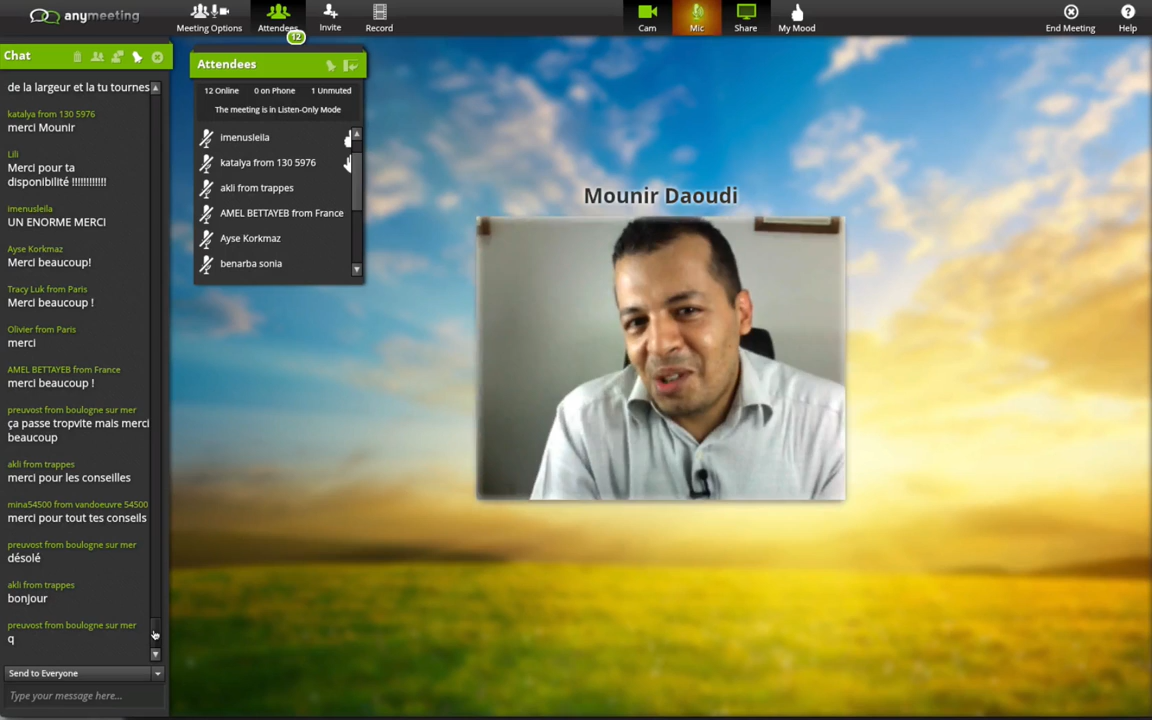 anymeeting
Meeting Options
Attendees
12
Invite
Record
Cam
Mic
Share
My Mood
End Meeting
Help
Chat
de la largeur et la tu tournes
katalya from 130 5976
merci Mounir
Lili
Merci pour ta
disponibilité !!!!!!!!!!!!
imenusleila
UN ENORME MERCI
Ayse Korkmaz
Merci beaucoup!
Tracy Luk from Paris
Merci beaucoup !
Olivier from Paris
merci
AMEL BETTAYEB from France
merci beaucoup !
preuvost from boulogne sur mer
ça passe tropvite mais merci
beaucoup
akli from trappes
merci pour les conseilles
mina54500 from vandoeuvre 54500
merci pour tout tes conseils
preuvost from boulogne sur mer
désolé
akli from trappes
bonjour
preuvost from boulogne sur mer
q
Send to Everyone
Type your message here...
Attendees
12 Online 0 on Phone 1 Unmuted
The meeting is in Listen-Only Mode
imenusleila
katalya from 130 5976
akli from trappes
AMEL BETTAYEB from France
Ayse Korkmaz
benarba sonia
Mounir Daoudi